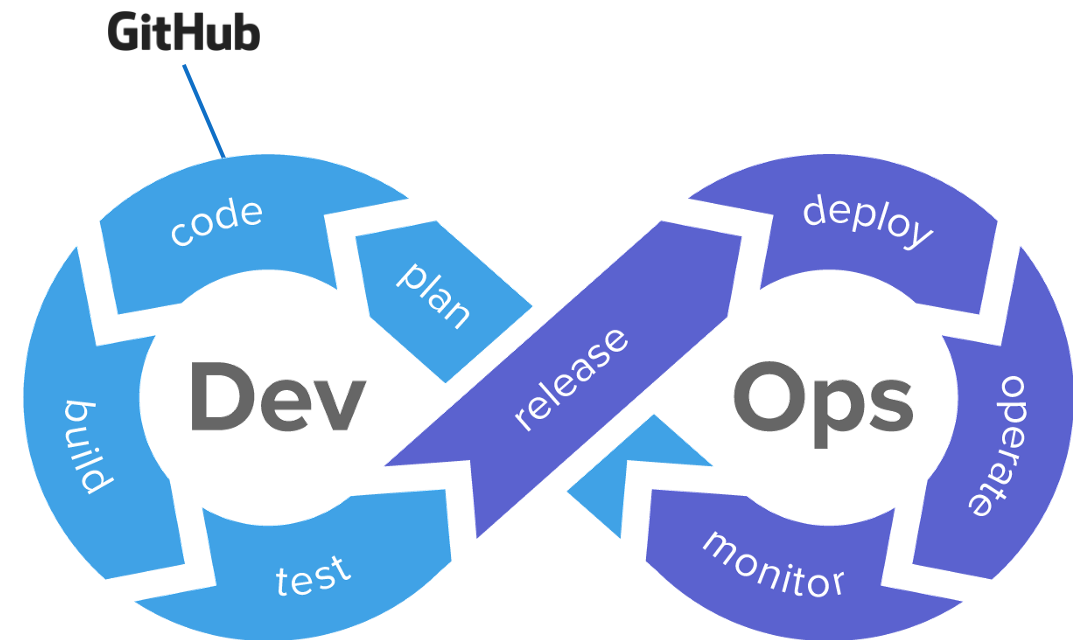 GitHub
code
plan
build
Dev
test
release
deploy
Ops
operate
monitor